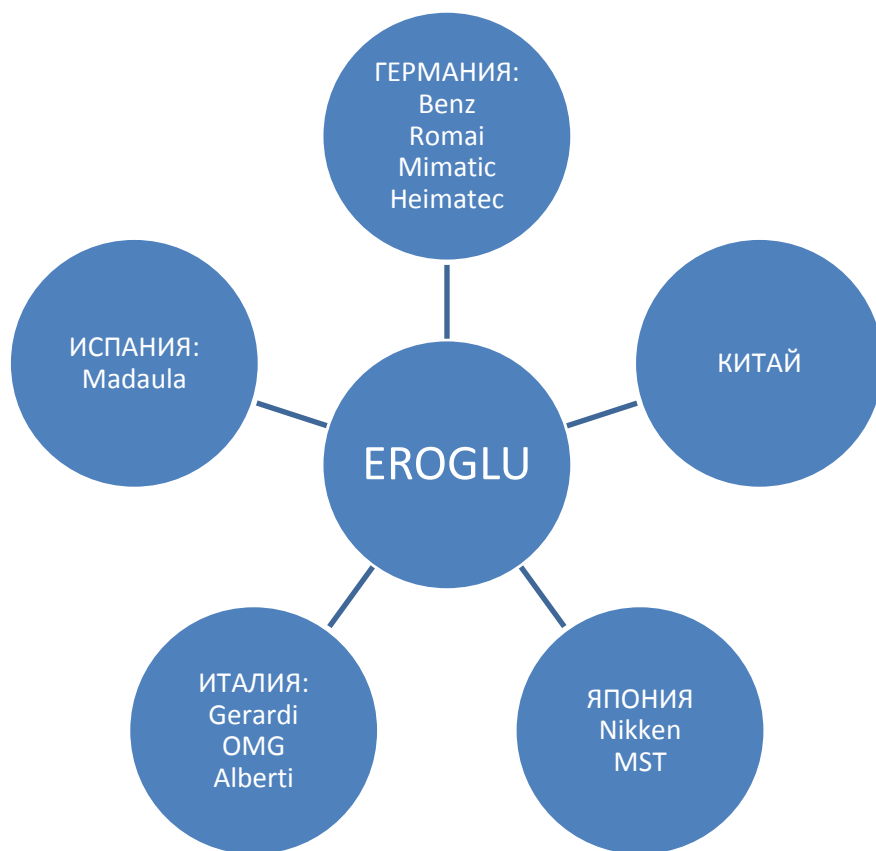 ГЕРМАНИЯ:
Benz
Romai
Mimatic
Heimatec
ИСПАНИЯ:
Madaula
КИТАЙ
EROGLU
ИТАЛИЯ:
Gerardi
OMG
Alberti
ЯПОНИЯ
Nikken
MST